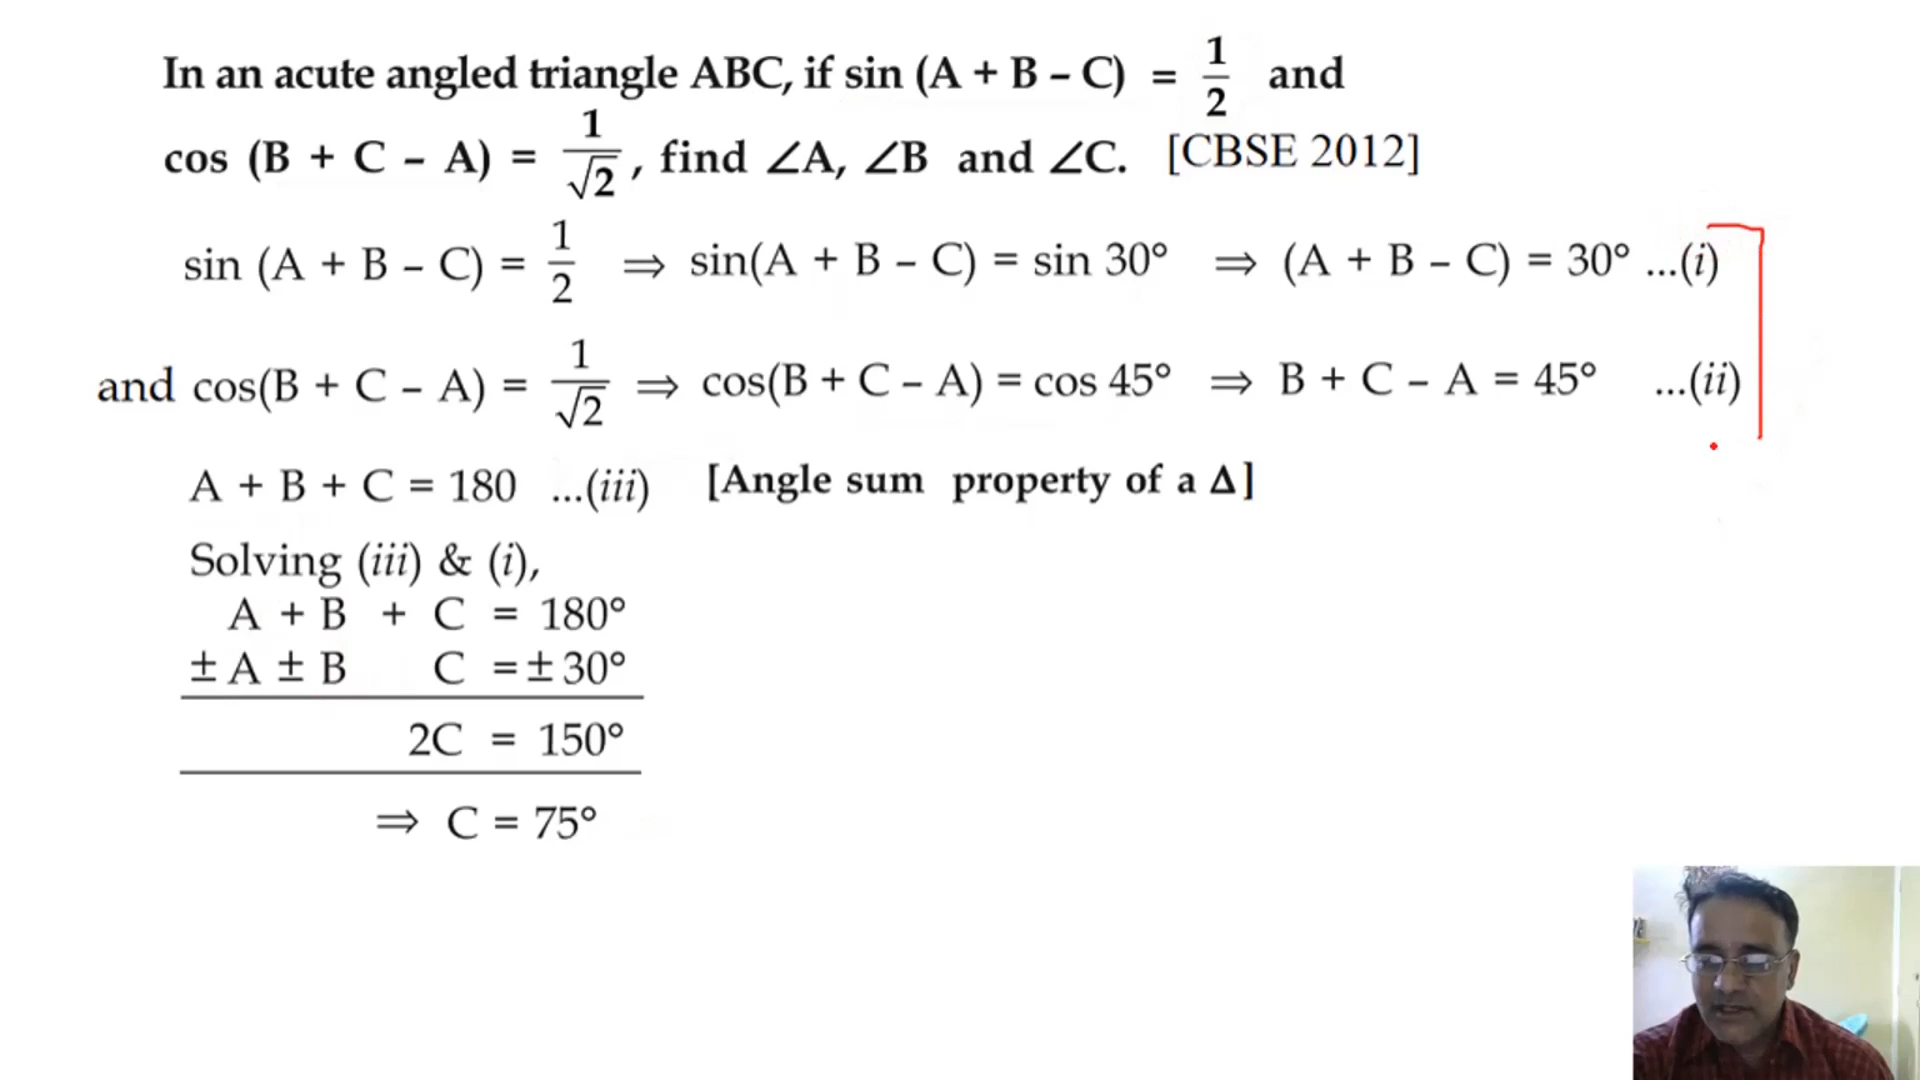 In an acute angled triangle ABC, if sin (A + B – C) = 1/2 and
cos (B + C – A) = 1/√2, find ∠A, ∠B and ∠C. [CBSE 2012]
sin (A + B – C) = 1/2 ⇒ sin(A + B – C) = sin 30° ⇒ (A + B – C) = 30° ...(i)
and cos(B + C – A) = 1/√2 ⇒ cos(B + C – A) = cos 45° ⇒ B + C – A = 45° ...(ii)
A + B + C = 180 ...(iii) [Angle sum property of a Δ]
Solving (iii) & (i),
A + B + C = 180°
± A ± B C = ± 30°
2C = 150°
⇒ C = 75°